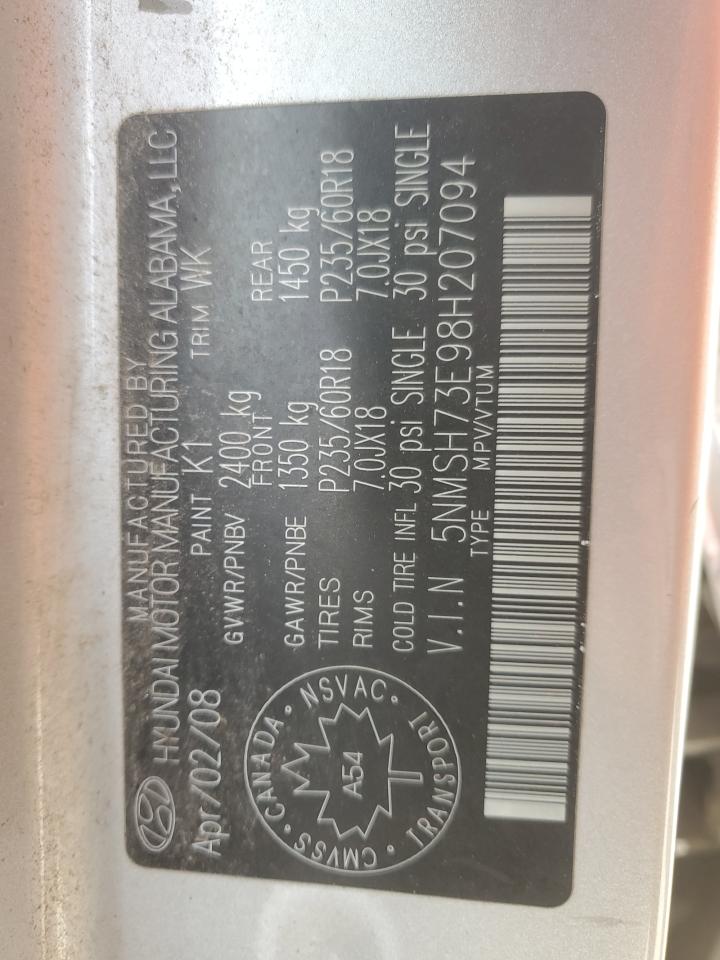 MANUFACTURED BY
HYUNDAI MOTOR MANUFACTURING ALABAMA, LLC
Apr/02/08 PAINT K1 TRIM WK
GVWR/PNBV 2400 kg
FRONT REAR
GAWR/PNBE 1350 kg 1450 kg
TIRES P235/60R18 P235/60R18
RIMS 7.0JX18 7.0JX18
COLD TIRE INFL 30 psi SINGLE 30 psi SINGLE
V.I.N 5NMSH73E98H207094
TYPE MPV/VTUM
CMVSS · CANADA · NSVAC · TRANSPORT ·
A54